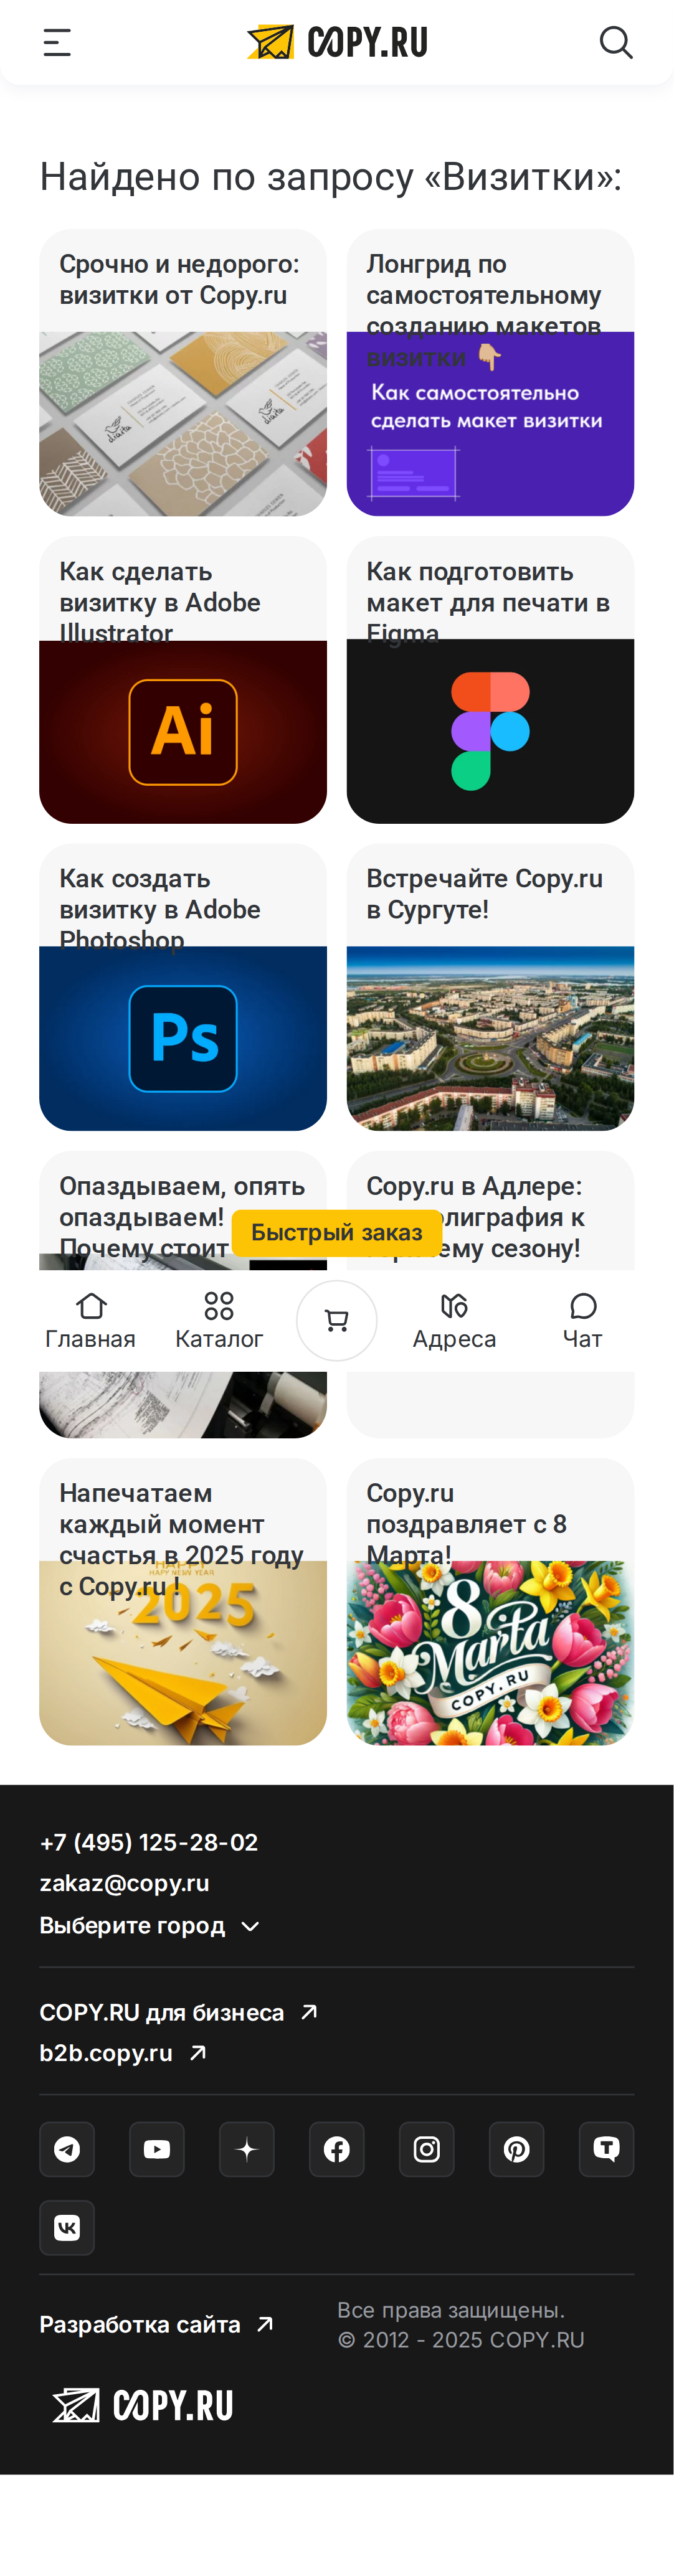 COPY.RU
Найдено по запросу «Визитки»:
Срочно и недорого:
визитки от Copy.ru
Лонгрид по
самостоятельному
созданию макетов
визитки 👇🏼
Как самостоятельно
сделать макет визитки
Как сделать
визитку в Adobe
Illustrator
Ai
Как подготовить
макет для печати в
Figma
Как создать
визитку в Adobe
Photoshop
Ps
Встречайте Copy.ru
в Сургуте!
Опаздываем, опять
опаздываем!
Почему стоит
Copy.ru в Адлере:
сезону!
Быстрый заказ
Главная
Каталог
Адреса
Чат
Напечатаем
каждый момент
счастья в 2025 году
с Copy.ru !
HAPPY NEW YEAR
2025
Copy.ru
поздравляет с 8
Марта!
8
Марта
COPY.RU
+7 (495) 125-28-02
zakaz@copy.ru
Выберите город
COPY.RU для бизнеса
b2b.copy.ru
Разработка сайта
Все права защищены.
© 2012 - 2025 COPY.RU
COPY.RU